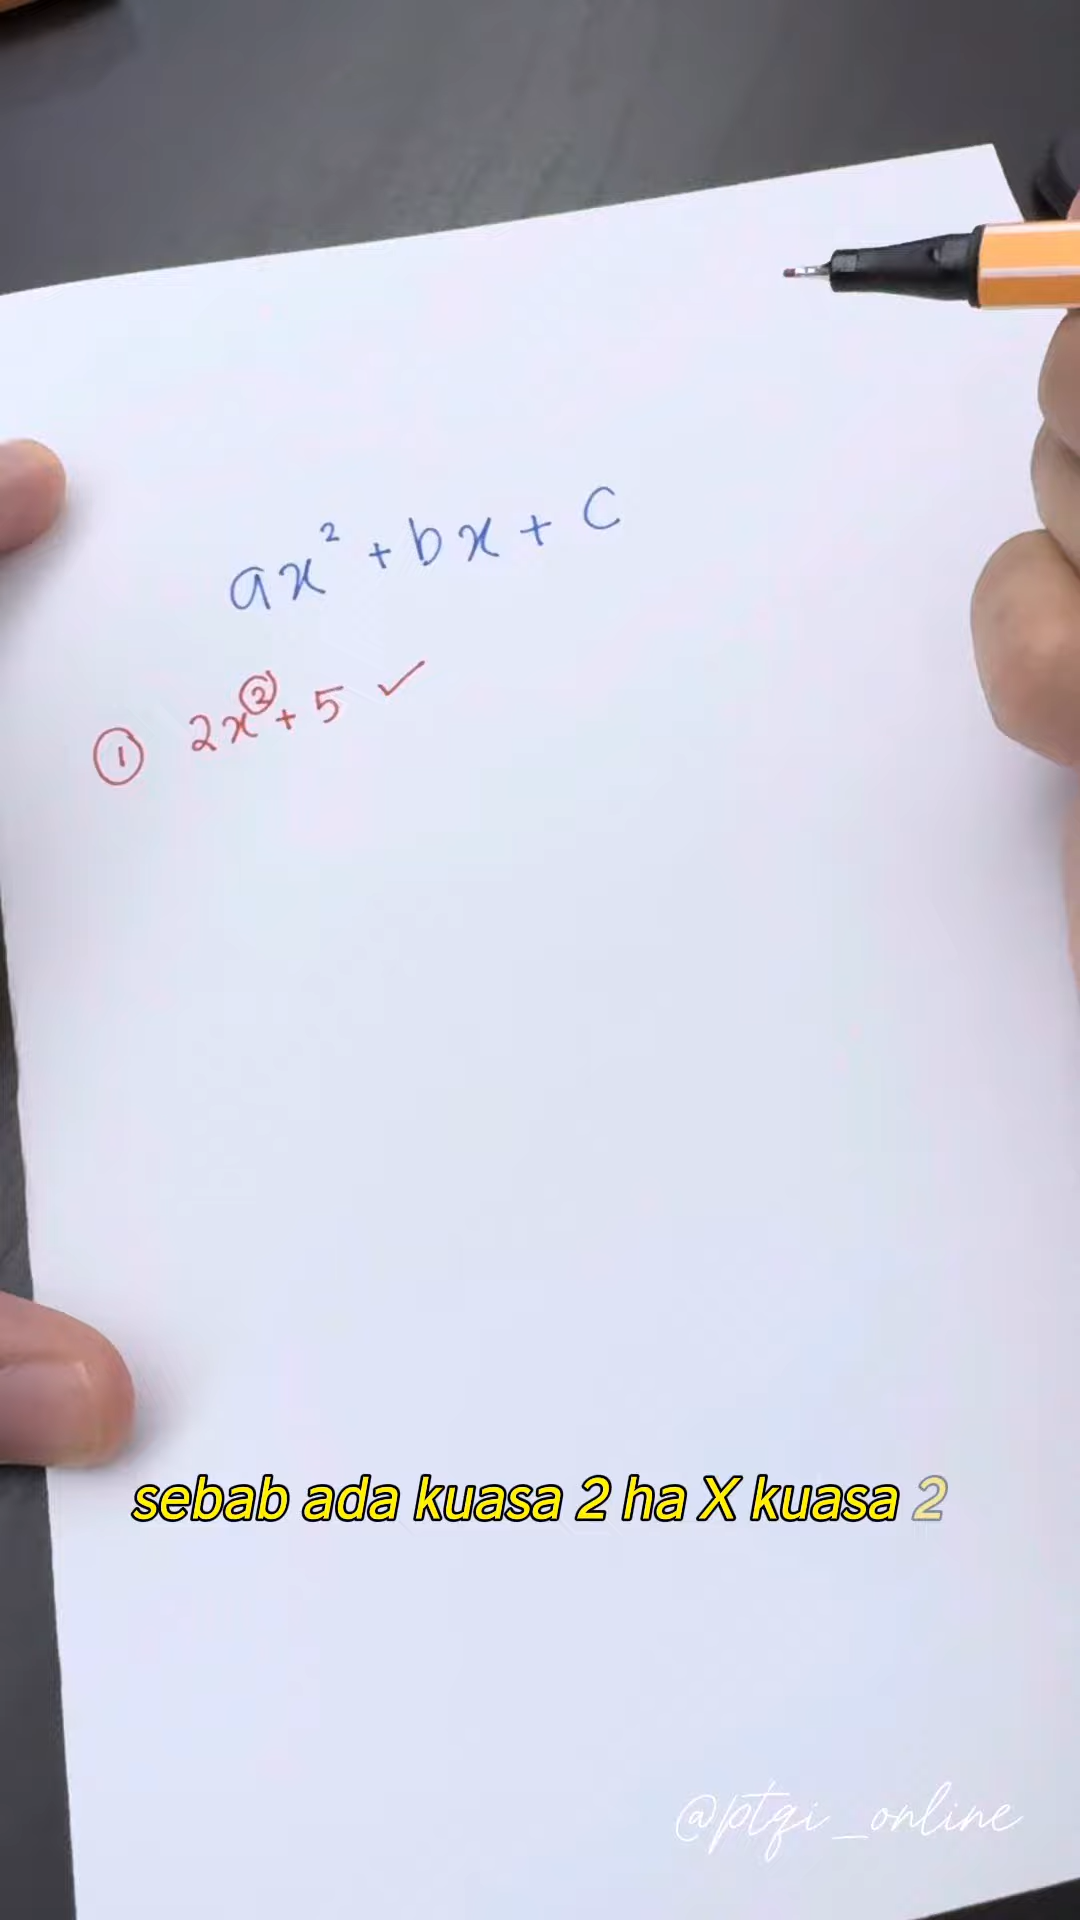 ax² + bx + c
① 2x² + 5 ✓
sebab ada kuasa 2 ha X kuasa 2
@ptqi_online